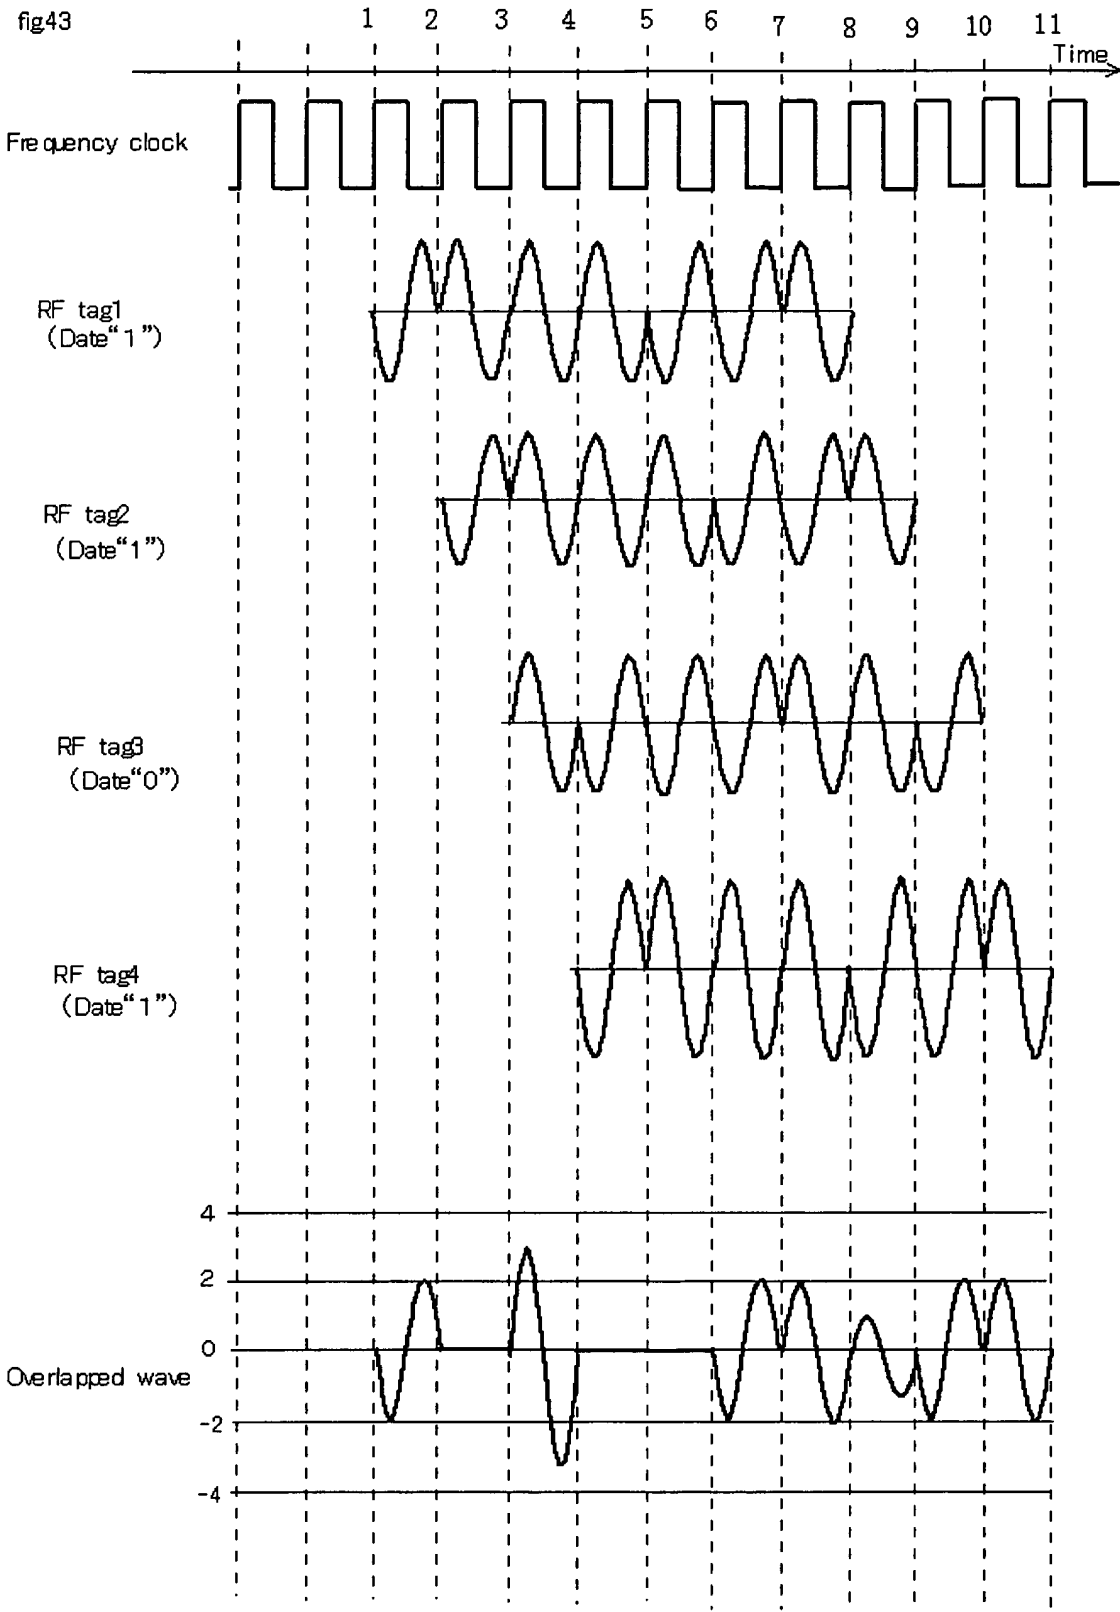 fig43
1 2 3 4 5 6 7 8 9 10 11
Time
Frequency clock
RF tag1
(Date“1”)
RF tag2
(Date“1”)
RF tag3
(Date“0”)
RF tag4
(Date“1”)
4
2
0
Overlapped wave
-2
-4